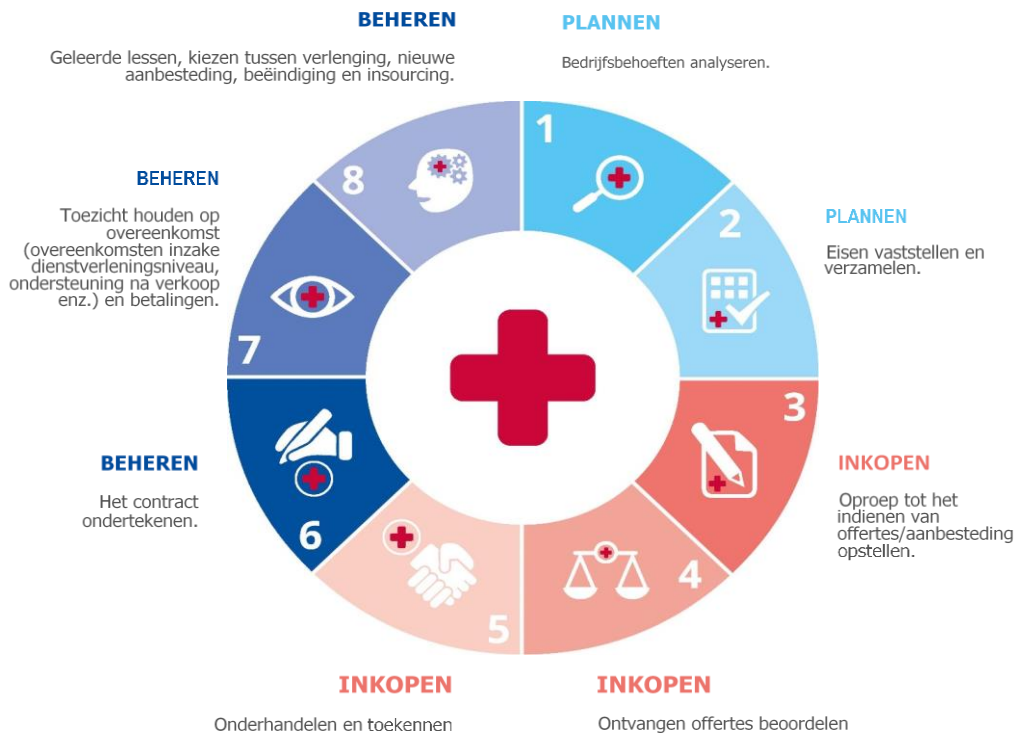 PLANNEN
Bedrijfsbehoeften analyseren.
1
PLANNEN
Eisen vaststellen en
verzamelen.
2
INKOPEN
Oproep tot het
indienen van
offertes/aanbesteding
opstellen.
3
INKOPEN
Ontvangen offertes beoordelen
4
INKOPEN
Onderhandelen en toekennen
5
BEHEREN
Het contract
ondertekenen.
6
BEHEREN
Toezicht houden op
overeenkomst
(overeenkomsten inzake
dienstverleningsniveau,
ondersteuning na verkoop
enz.) en betalingen.
7
BEHEREN
Geleerde lessen, kiezen tussen verlenging, nieuwe
aanbesteding, beëindiging en insourcing.
8